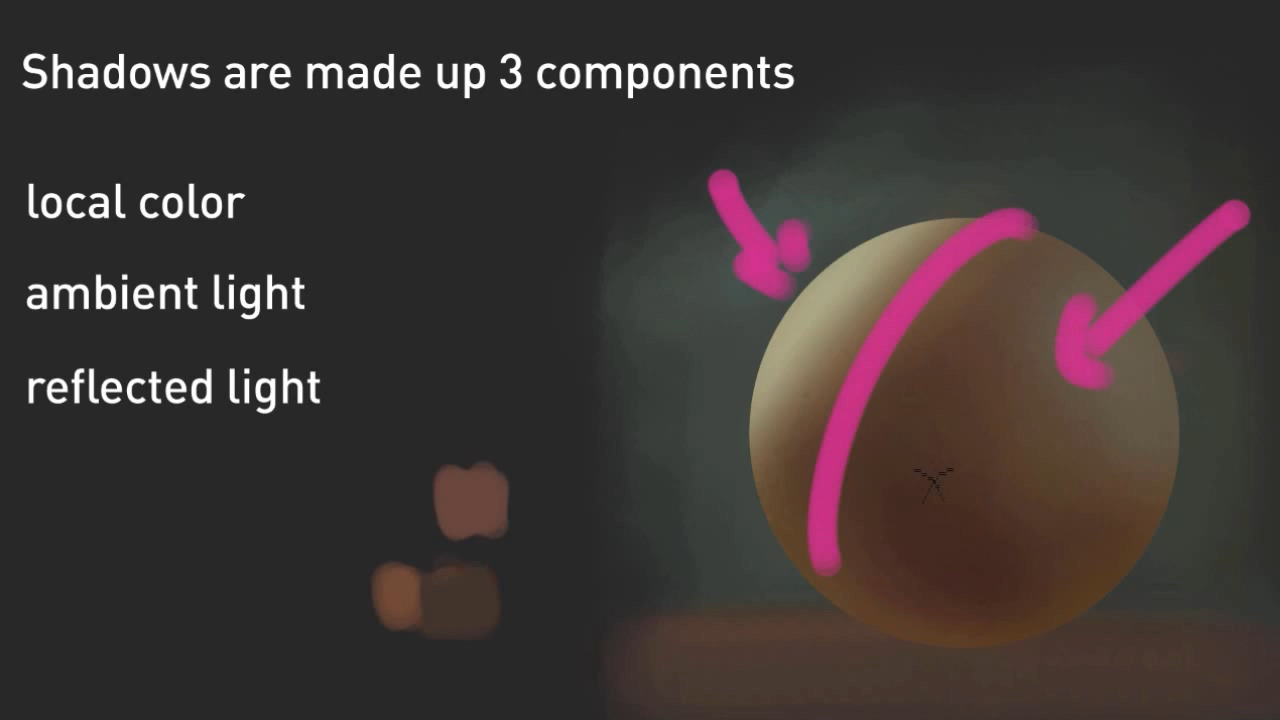 Shadows are made up 3 components
local color
ambient light
reflected light